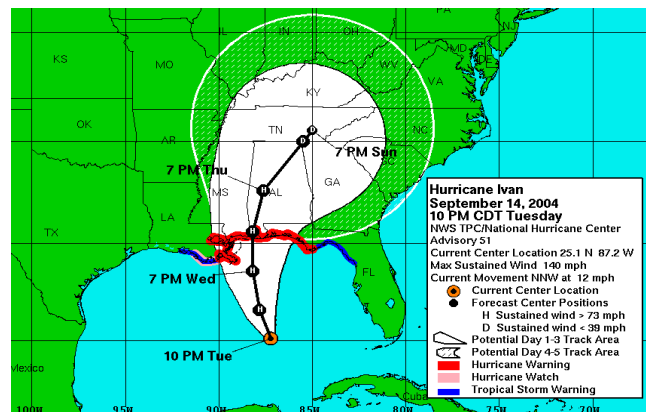 PA
NJ
KS
MO
IL
IN
OH
WV
MD
DE
VA
KY
OK
AR
TN
NC
7 PM Sun
7 PM Thu
MS
AL
GA
SC
LA
FL
7 PM Wed
10 PM Tue
Mexico
Cuba
100W
95W
90W
85W
80W
75W
Hurricane Ivan
September 14, 2004
10 PM CDT Tuesday
NWS TPC/National Hurricane Center
Advisory 51
Current Center Location 25.1 N 87.2 W
Max Sustained Wind 140 mph
Current Movement NNW at 12 mph
Current Center Location
Forecast Center Positions
H Sustained wind > 73 mph
D Sustained wind < 39 mph
Potential Day 1-3 Track Area
Potential Day 4-5 Track Area
Hurricane Warning
Hurricane Watch
Tropical Storm Warning
D
D
H
H
H
H